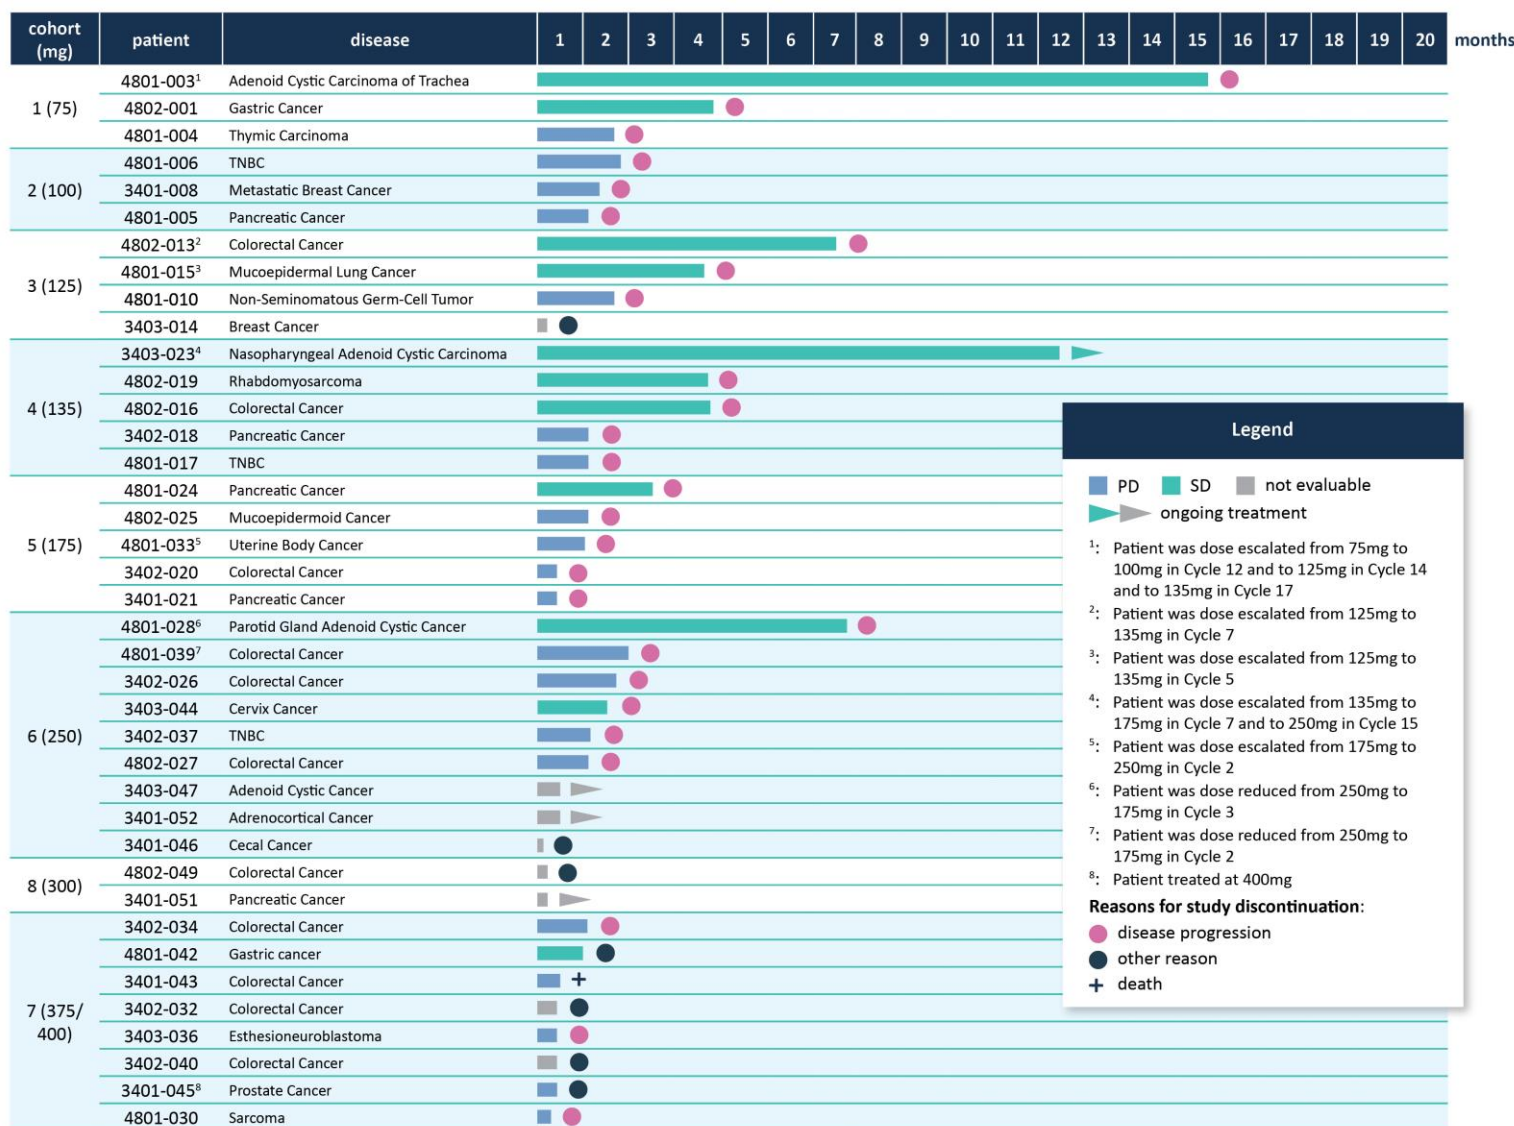 cohort (mg) patient disease 1 2 3 4 5 6 7 8 9 10 11 12 13 14 15 16 17 18 19 20 months
1 (75)
4801-003¹ Adenoid Cystic Carcinoma of Trachea
4802-001 Gastric Cancer
4801-004 Thymic Carcinoma
2 (100)
4801-006 TNBC
3401-008 Metastatic Breast Cancer
4801-005 Pancreatic Cancer
3 (125)
4802-013² Colorectal Cancer
4801-015³ Mucoepidermal Lung Cancer
4801-010 Non-Seminomatous Germ-Cell Tumor
3403-014 Breast Cancer
4 (135)
3403-023⁴ Nasopharyngeal Adenoid Cystic Carcinoma
4802-019 Rhabdomyosarcoma
4802-016 Colorectal Cancer
3402-018 Pancreatic Cancer
4801-017 TNBC
5 (175)
4801-024 Pancreatic Cancer
4802-025 Mucoepidermoid Cancer
4801-033⁵ Uterine Body Cancer
3402-020 Colorectal Cancer
3401-021 Pancreatic Cancer
6 (250)
4801-028⁶ Parotid Gland Adenoid Cystic Cancer
4801-039⁷ Colorectal Cancer
3402-026 Colorectal Cancer
3403-044 Cervix Cancer
3402-037 TNBC
4802-027 Colorectal Cancer
3403-047 Adenoid Cystic Cancer
3401-052 Adrenocortical Cancer
3401-046 Cecal Cancer
8 (300)
4802-049 Colorectal Cancer
3401-051 Pancreatic Cancer
7 (375/
400)
3402-034 Colorectal Cancer
4801-042 Gastric cancer
3401-043 Colorectal Cancer
3402-032 Colorectal Cancer
3403-036 Esthesioneuroblastoma
3402-040 Colorectal Cancer
3401-045⁸ Prostate Cancer
4801-030 Sarcoma
Legend
PD SD not evaluable
ongoing treatment
¹: Patient was dose escalated from 75mg to
100mg in Cycle 12 and to 125mg in Cycle 14
and to 135mg in Cycle 17
²: Patient was dose escalated from 125mg to
135mg in Cycle 7
³: Patient was dose escalated from 125mg to
135mg in Cycle 5
⁴: Patient was dose escalated from 135mg to
175mg in Cycle 7 and to 250mg in Cycle 15
⁵: Patient was dose escalated from 175mg to
250mg in Cycle 2
⁶: Patient was dose reduced from 250mg to
175mg in Cycle 3
⁷: Patient was dose reduced from 250mg to
175mg in Cycle 2
⁸: Patient treated at 400mg
Reasons for study discontinuation:
disease progression
other reason
death